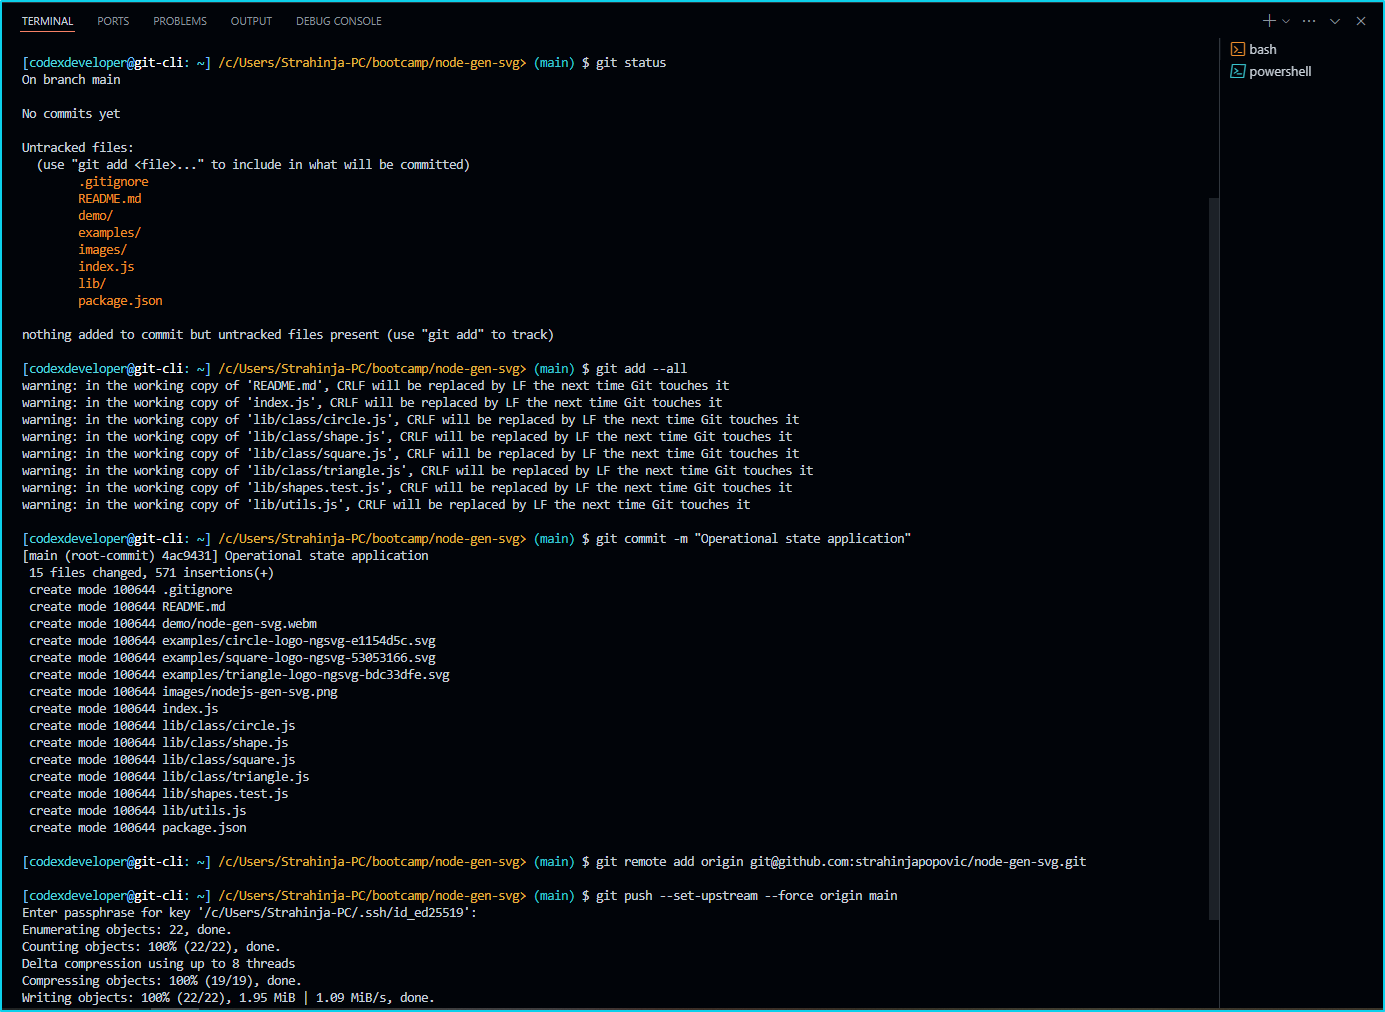 TERMINAL PORTS PROBLEMS OUTPUT DEBUG CONSOLE
bash
powershell
[codexdeveloper@git-cli: ~] /c/Users/Strahinja-PC/bootcamp/node-gen-svg> (main) $ git status
On branch main
No commits yet
Untracked files:
(use "git add <file>..." to include in what will be committed)
.gitignore
README.md
demo/
examples/
images/
index.js
lib/
package.json
nothing added to commit but untracked files present (use "git add" to track)
[codexdeveloper@git-cli: ~] /c/Users/Strahinja-PC/bootcamp/node-gen-svg> (main) $ git add --all
warning: in the working copy of 'README.md', CRLF will be replaced by LF the next time Git touches it
warning: in the working copy of 'index.js', CRLF will be replaced by LF the next time Git touches it
warning: in the working copy of 'lib/class/circle.js', CRLF will be replaced by LF the next time Git touches it
warning: in the working copy of 'lib/class/shape.js', CRLF will be replaced by LF the next time Git touches it
warning: in the working copy of 'lib/class/square.js', CRLF will be replaced by LF the next time Git touches it
warning: in the working copy of 'lib/class/triangle.js', CRLF will be replaced by LF the next time Git touches it
warning: in the working copy of 'lib/shapes.test.js', CRLF will be replaced by LF the next time Git touches it
warning: in the working copy of 'lib/utils.js', CRLF will be replaced by LF the next time Git touches it
[codexdeveloper@git-cli: ~] /c/Users/Strahinja-PC/bootcamp/node-gen-svg> (main) $ git commit -m "Operational state application"
[main (root-commit) 4ac9431] Operational state application
15 files changed, 571 insertions(+)
create mode 100644 .gitignore
create mode 100644 README.md
create mode 100644 demo/node-gen-svg.webm
create mode 100644 examples/circle-logo-ngsvg-e1154d5c.svg
create mode 100644 examples/square-logo-ngsvg-53053166.svg
create mode 100644 examples/triangle-logo-ngsvg-bdc33dfe.svg
create mode 100644 images/nodejs-gen-svg.png
create mode 100644 index.js
create mode 100644 lib/class/circle.js
create mode 100644 lib/class/shape.js
create mode 100644 lib/class/square.js
create mode 100644 lib/class/triangle.js
create mode 100644 lib/shapes.test.js
create mode 100644 lib/utils.js
create mode 100644 package.json
[codexdeveloper@git-cli: ~] /c/Users/Strahinja-PC/bootcamp/node-gen-svg> (main) $ git remote add origin git@github.com:strahinjapopovic/node-gen-svg.git
[codexdeveloper@git-cli: ~] /c/Users/Strahinja-PC/bootcamp/node-gen-svg> (main) $ git push --set-upstream --force origin main
Enter passphrase for key '/c/Users/Strahinja-PC/.ssh/id_ed25519':
Enumerating objects: 22, done.
Counting objects: 100% (22/22), done.
Delta compression using up to 8 threads
Compressing objects: 100% (19/19), done.
Writing objects: 100% (22/22), 1.95 MiB | 1.09 MiB/s, done.